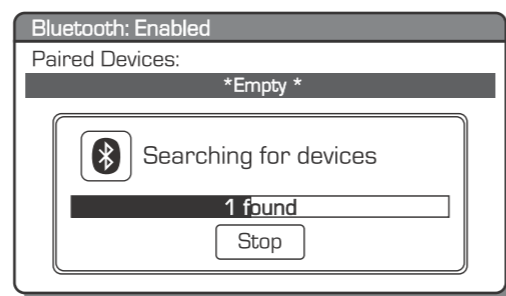 Bluetooth: Enabled
Paired Devices:
*Empty *
Searching for devices
1 found
Stop